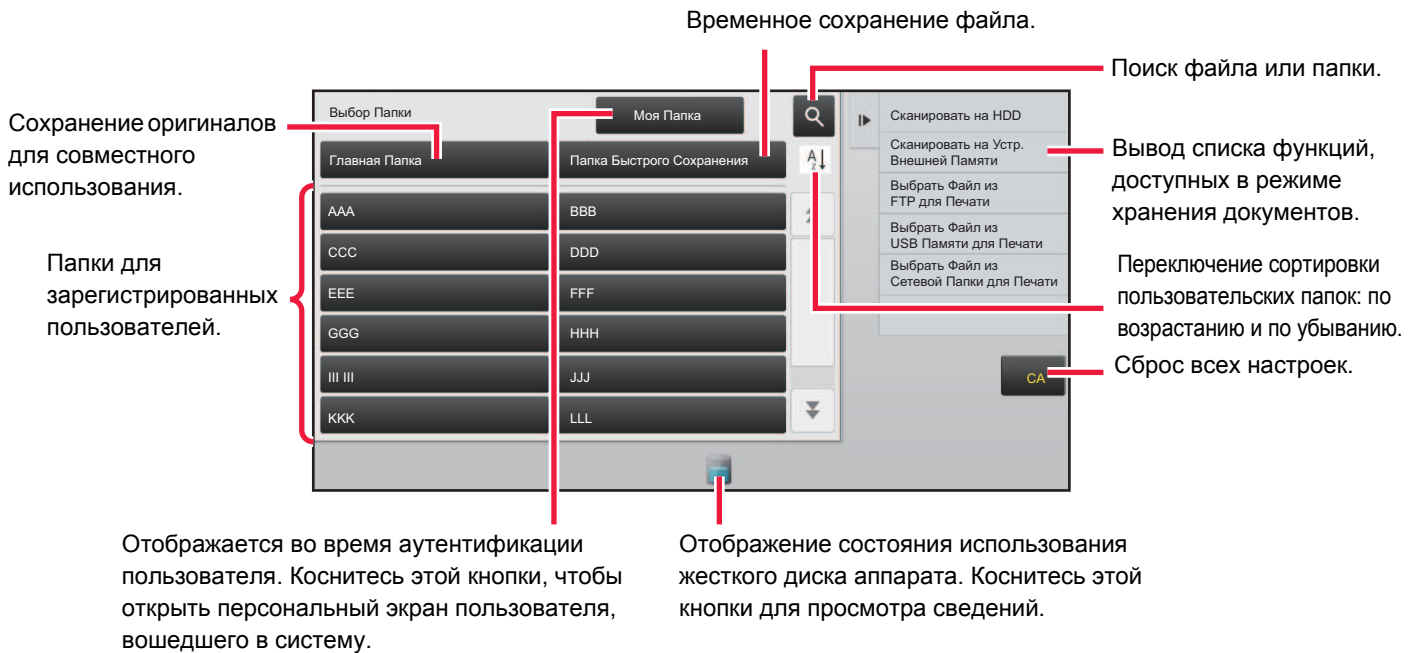 Временное сохранение файла.
Поиск файла или папки.
Сохранение оригиналов
для совместного
использования.
Выбор Папки
Моя Папка
Сканировать на HDD
Главная Папка
Папка Быстрого Сохранения
A
Z
Сканировать на Устр.
Внешней Памяти
Вывод списка функций,
доступных в режиме
хранения документов.
Выбрать Файл из
FTP для Печати
Выбрать Файл из
USB Памяти для Печати
Выбрать Файл из
Сетевой Папки для Печати
Папки для
зарегистрированных
пользователей.
AAA
BBB
CCC
DDD
EEE
FFF
GGG
HHH
III III
JJJ
KKK
LLL
Переключение сортировки
пользовательских папок: по
возрастанию и по убыванию.
CA
Сброс всех настроек.
Отображается во время аутентификации
пользователя. Коснитесь этой кнопки, чтобы
открыть персональный экран пользователя,
вошедшего в систему.
Отображение состояния использования
жесткого диска аппарата. Коснитесь этой
кнопки для просмотра сведений.